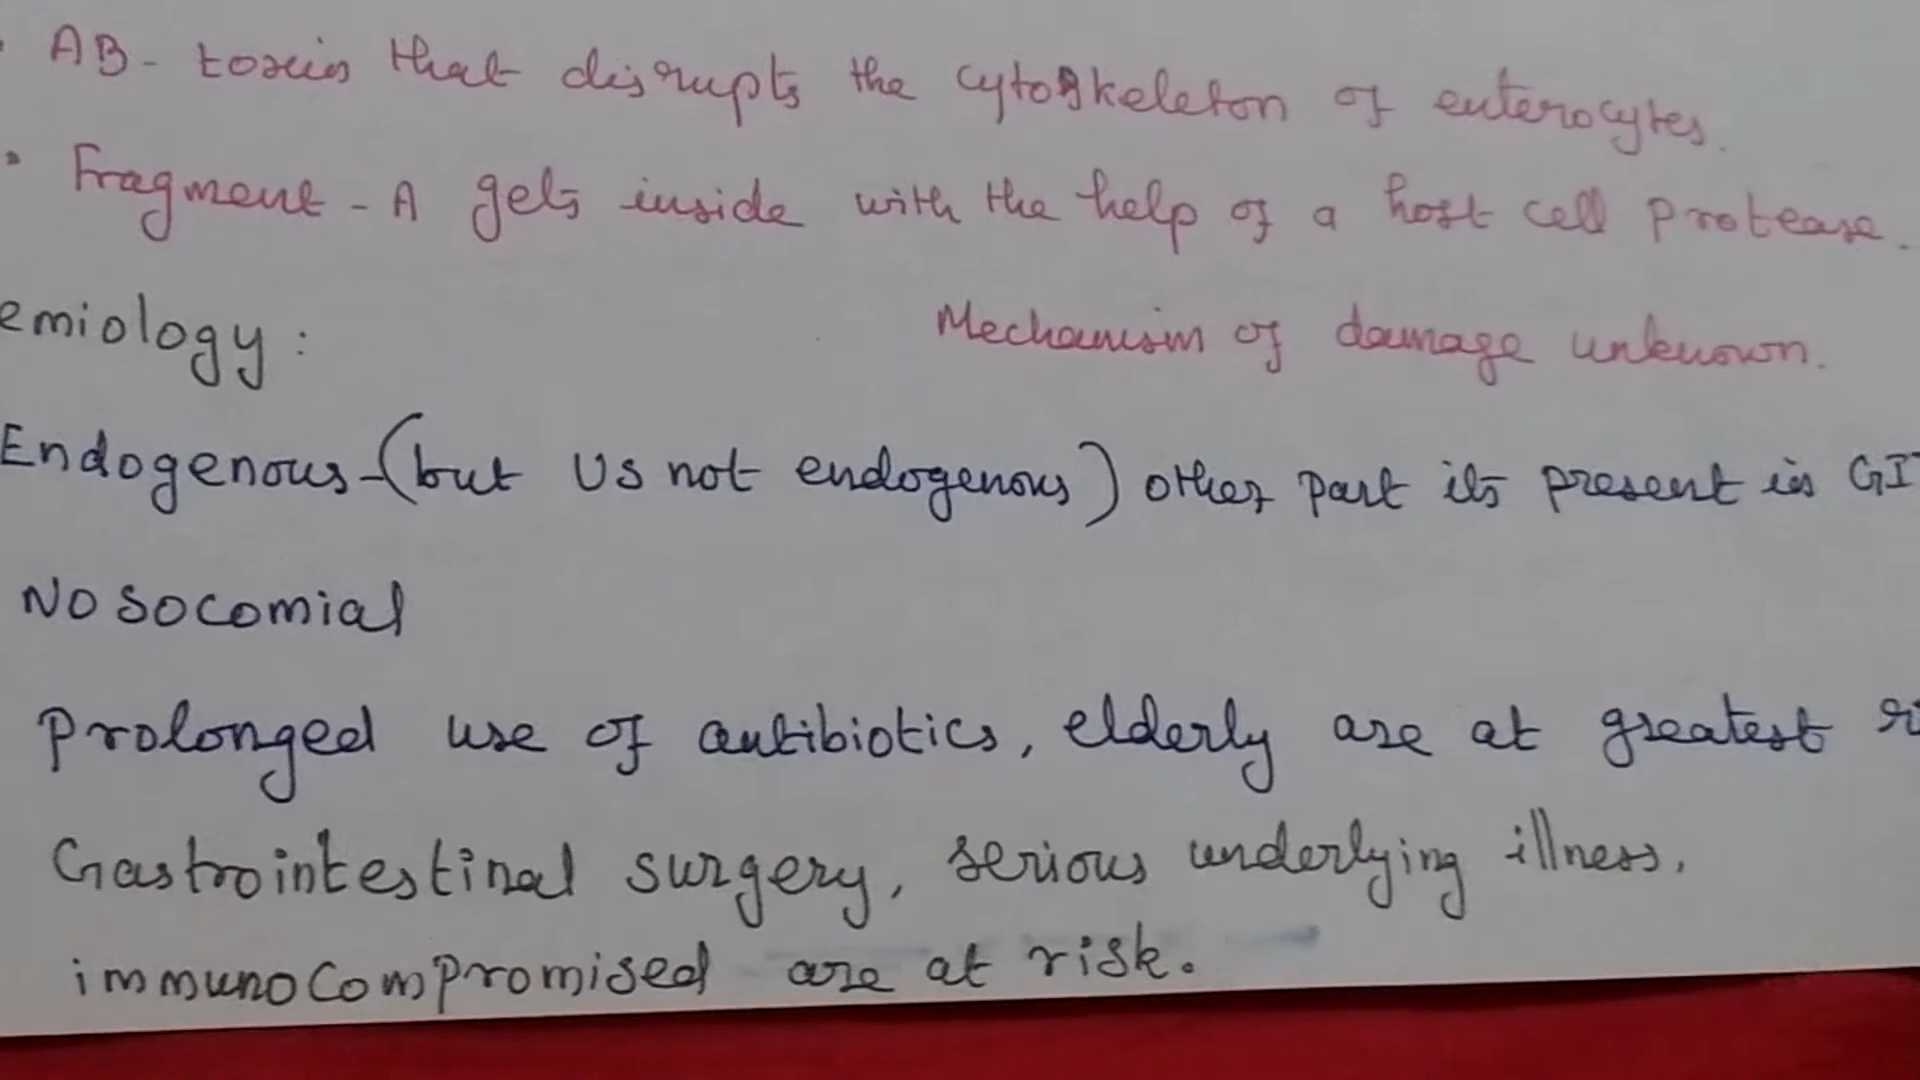 AB - toxin that disrupts the cytoskeleton of enterocytes.
• Fragment - A gets inside with the help of a host cell protease.
emiology :
Mechanism of damage unknown.
Endogenous - (but US not endogenous) other part its present in GI
Nosocomial
Prolonged use of antibiotics, elderly are at greatest
Gastrointestinal surgery, serious underlying illness,
immunocompromised are at risk.